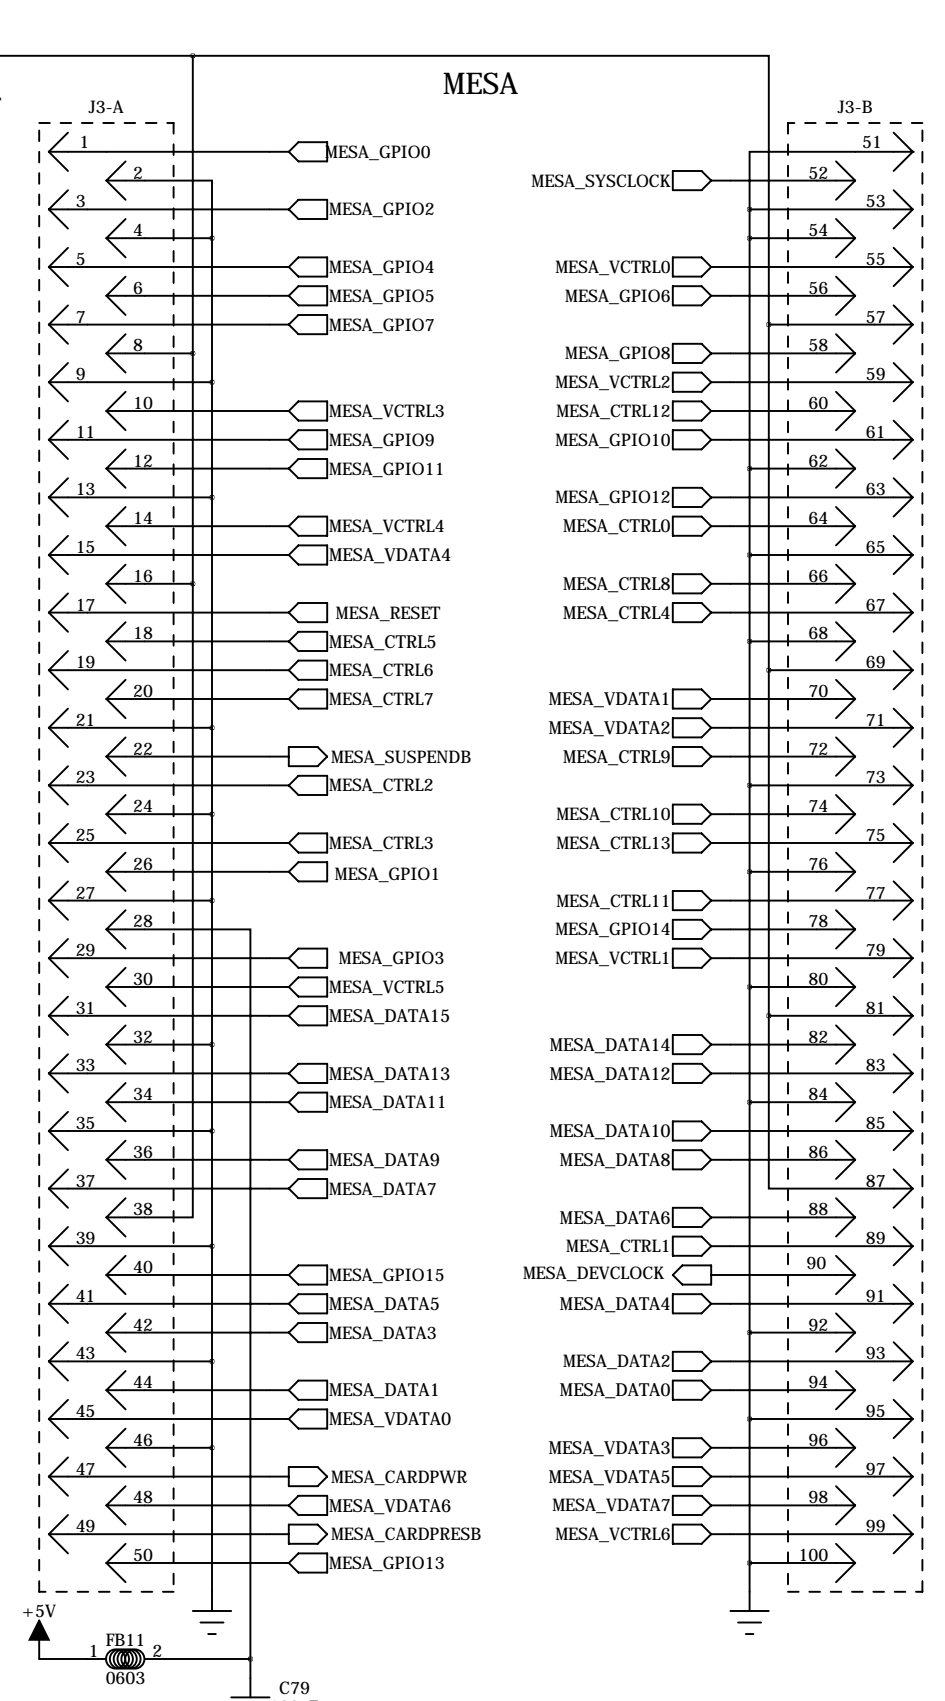 MESA
J3-A
1 MESA_GPIO0
2
3 MESA_GPIO2
4
5 MESA_GPIO4
6 MESA_GPIO5
7 MESA_GPIO7
8
9
10 MESA_VCTRL3
11 MESA_GPIO9
12 MESA_GPIO11
13
14 MESA_VCTRL4
15 MESA_VDATA4
16
17 MESA_RESET
18 MESA_CTRL5
19 MESA_CTRL6
20 MESA_CTRL7
21
22 MESA_SUSPENDB
23 MESA_CTRL2
24
25 MESA_CTRL3
26 MESA_GPIO1
27
28
29 MESA_GPIO3
30 MESA_VCTRL5
31 MESA_DATA15
32
33 MESA_DATA13
34 MESA_DATA11
35
36 MESA_DATA9
37 MESA_DATA7
38
39
40 MESA_GPIO15
41 MESA_DATA5
42 MESA_DATA3
43
44 MESA_DATA1
45 MESA_VDATA0
46
47 MESA_CARDPWR
48 MESA_VDATA6
49 MESA_CARDPRESB
50 MESA_GPIO13
J3-B
51
MESA_SYSCLOCK 52
53
54
MESA_VCTRL0 55
MESA_GPIO6 56
57
MESA_GPIO8 58
MESA_VCTRL2 59
MESA_CTRL12 60
MESA_GPIO10 61
62
MESA_GPIO12 63
MESA_CTRL0 64
65
MESA_CTRL8 66
MESA_CTRL4 67
68
69
MESA_VDATA1 70
MESA_VDATA2 71
MESA_CTRL9 72
73
MESA_CTRL10 74
MESA_CTRL13 75
76
MESA_CTRL11 77
MESA_GPIO14 78
MESA_VCTRL1 79
80
81
MESA_DATA14 82
MESA_DATA12 83
84
MESA_DATA10 85
MESA_DATA8 86
87
MESA_DATA6 88
MESA_CTRL1 89
MESA_DEVCLOCK 90
MESA_DATA4 91
92
MESA_DATA2 93
MESA_DATA0 94
95
MESA_VDATA3 96
MESA_VDATA5 97
MESA_VDATA7 98
MESA_VCTRL6 99
100
+5V
1 FB11 2
0603
C79